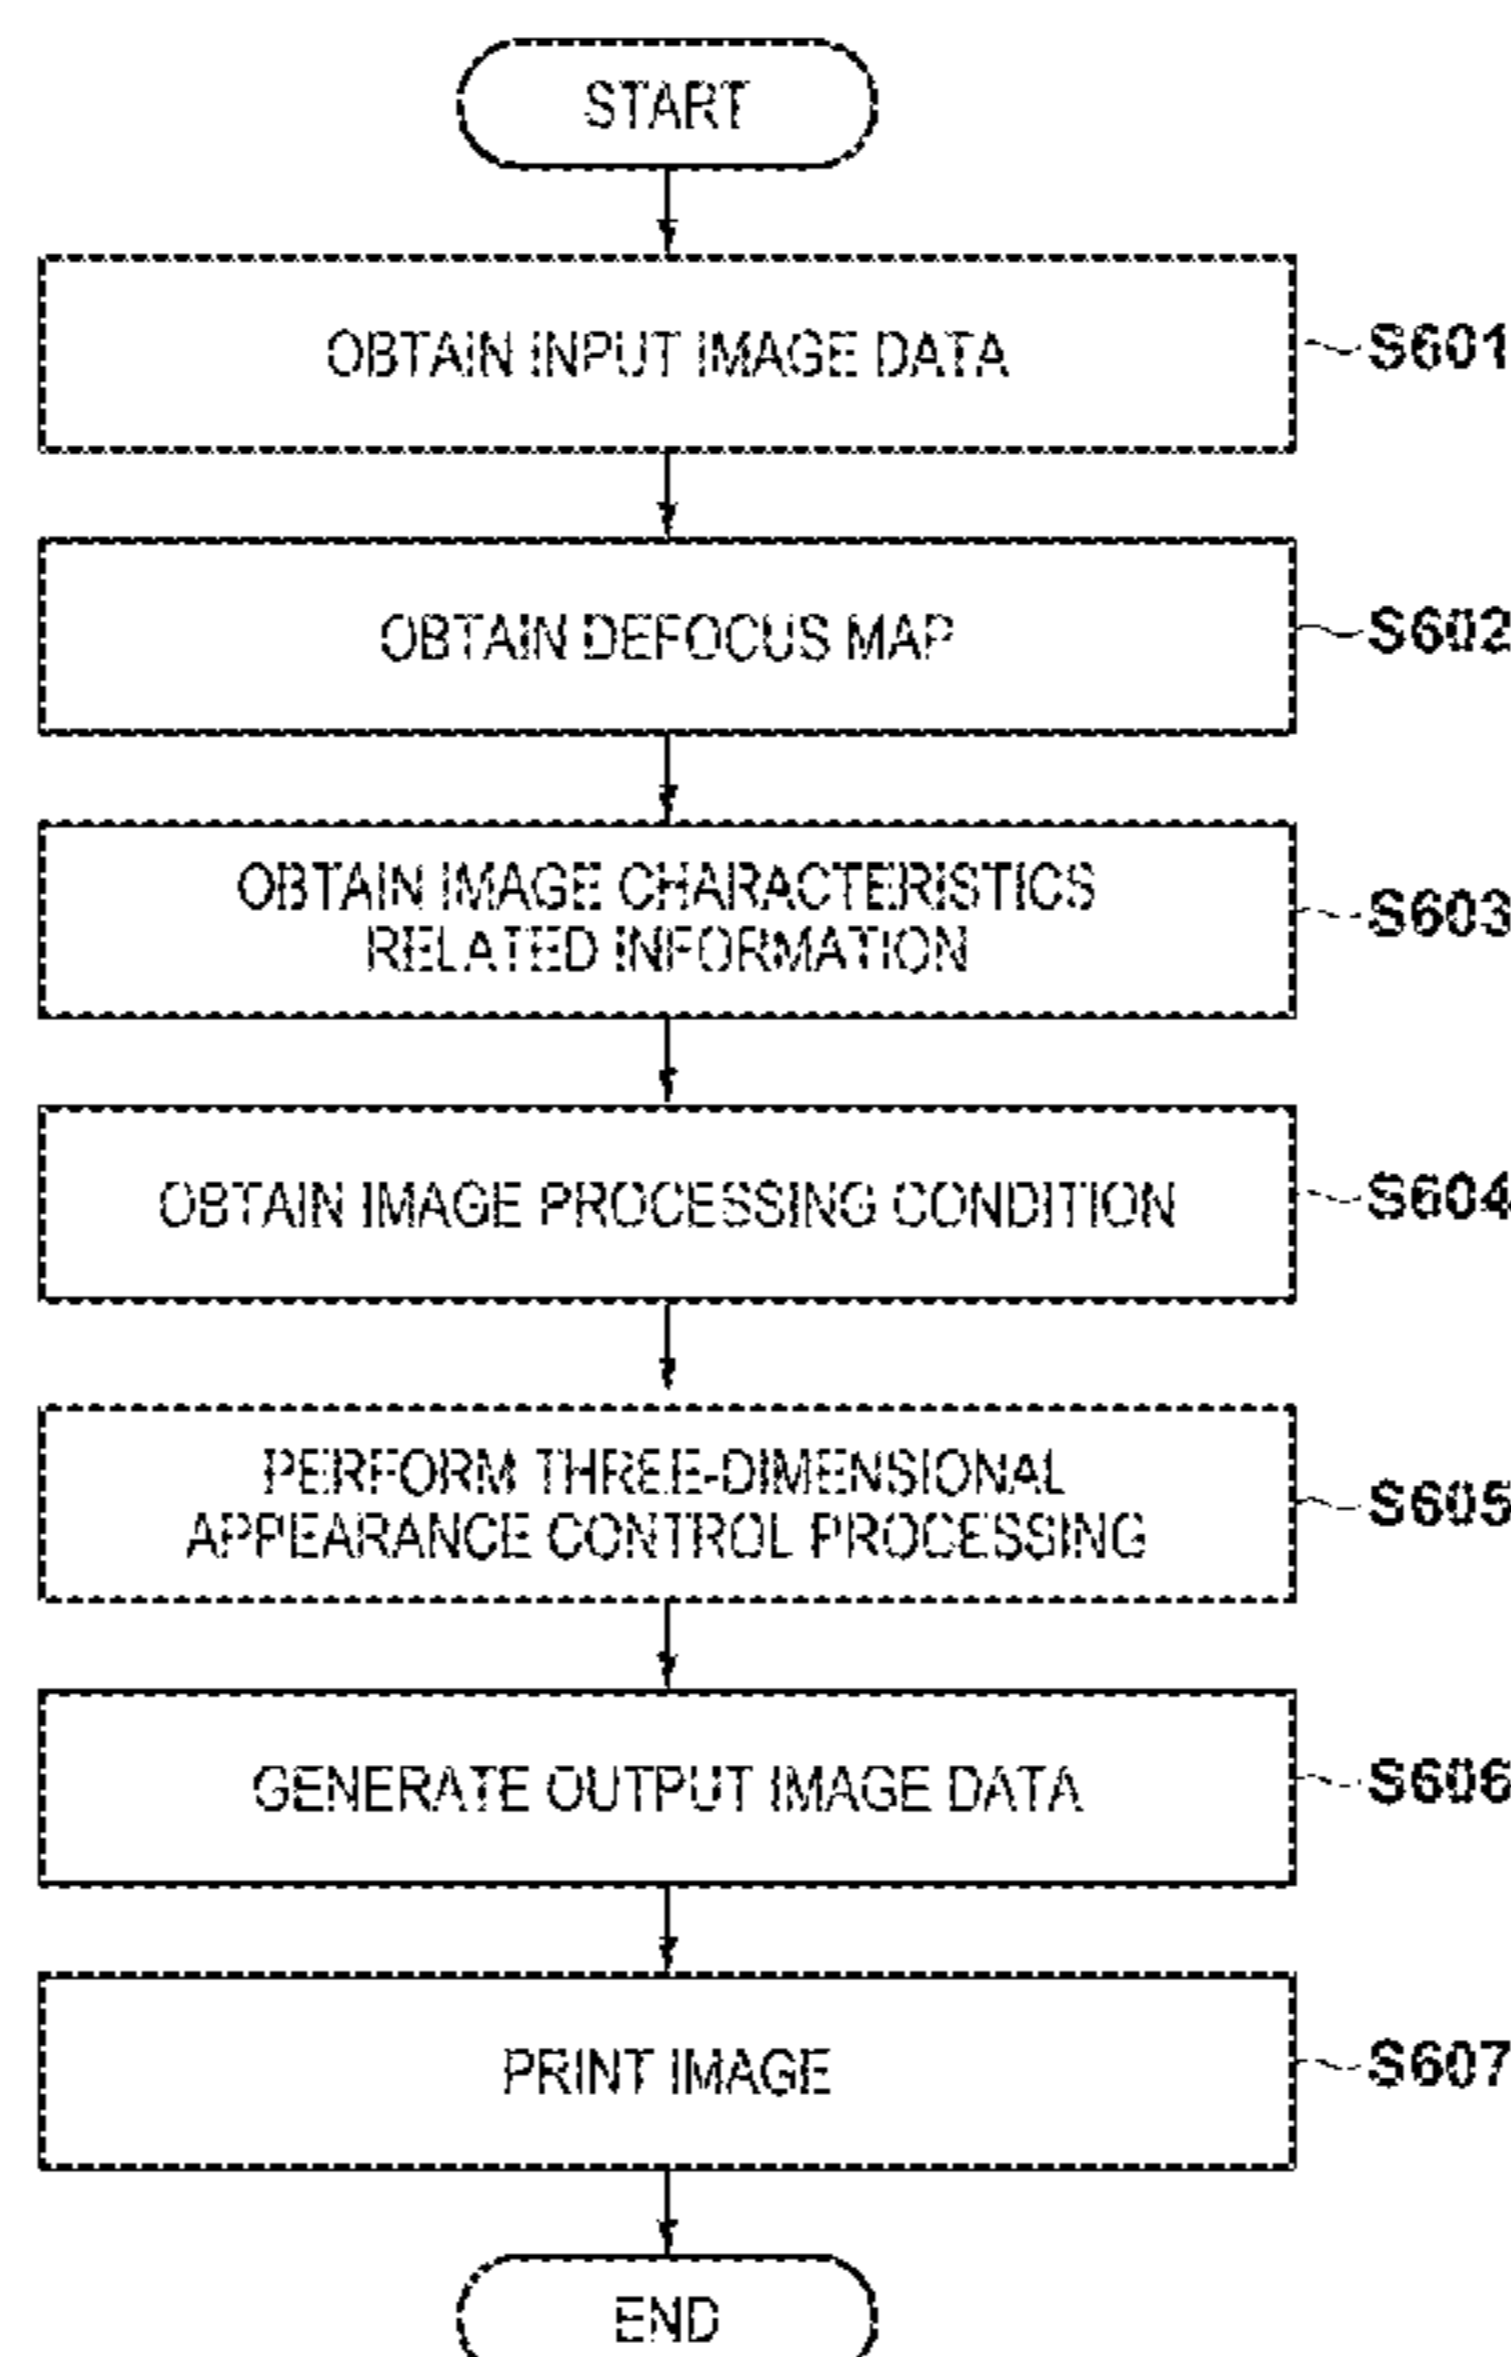 START
OBTAIN INPUT IMAGE DATA
S601
OBTAIN DEFOCUS MAP
S602
OBTAIN IMAGE CHARACTERISTICS
RELATED INFORMATION
S603
OBTAIN IMAGE PROCESSING CONDITION
S604
PERFORM THREE-DIMENSIONAL
APPEARANCE CONTROL PROCESSING
S605
GENERATE OUTPUT IMAGE DATA
S606
PRINT IMAGE
S607
END